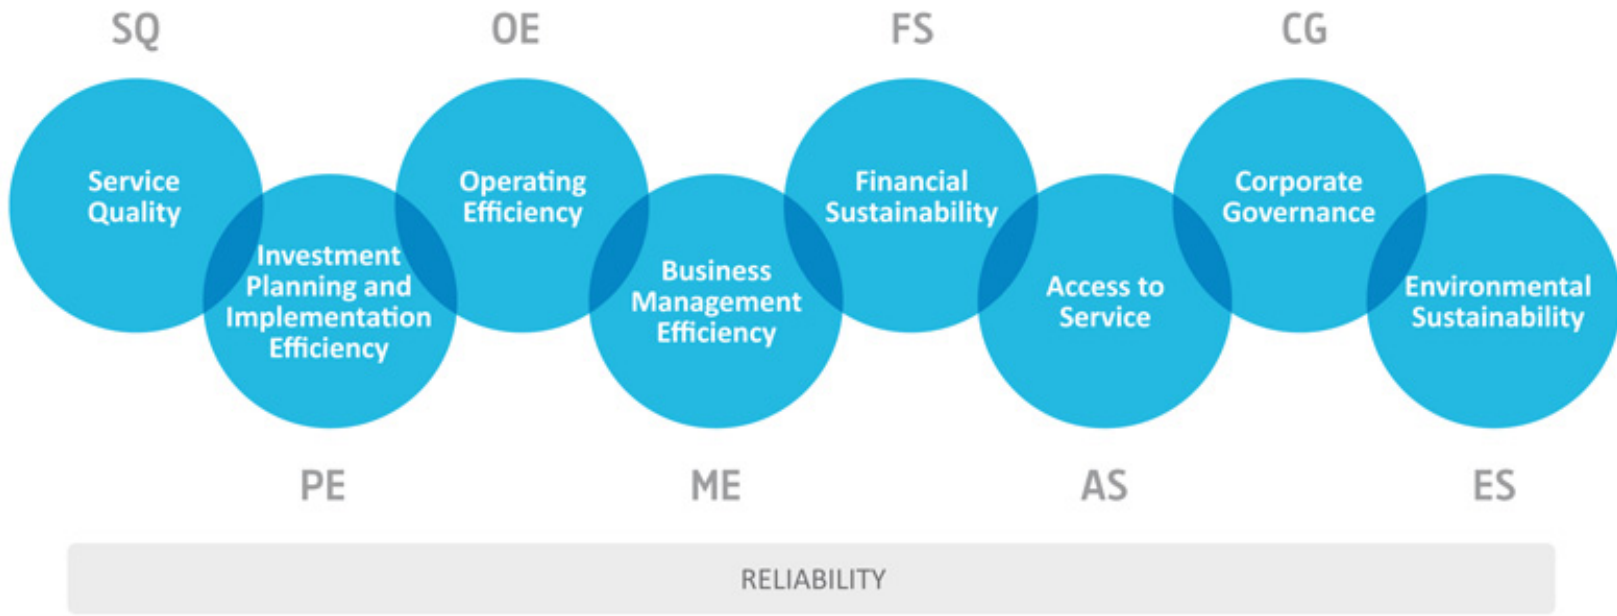 SQ
OE
FS
CG
Service
Quality
Investment
Planning and
Implementation
Efficiency
Operating
Efficiency
Business
Management
Efficiency
Financial
Sustainability
Access to
Service
Corporate
Governance
Environmental
Sustainability
PE
ME
AS
ES
RELIABILITY